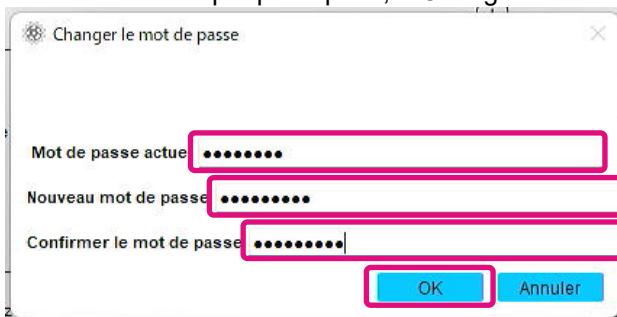 Changer le mot de passe
Mot de passe actue ●●●●●●●●
Nouveau mot de passe ●●●●●●●●●
Confirmer le mot de passe ●●●●●●●●●
OK Annuler